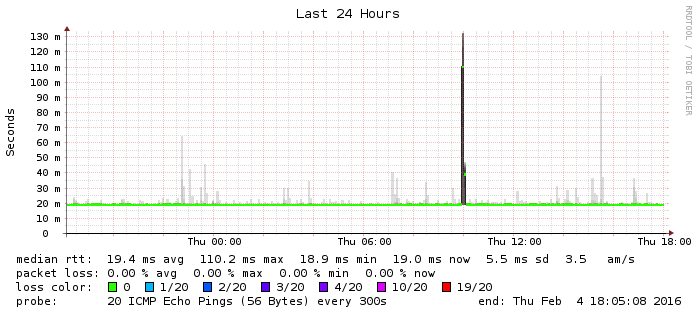 Last 24 Hours
RRDTOOL / TOBI OETIKER
Seconds
130 m
120 m
110 m
100 m
90 m
80 m
70 m
60 m
50 m
40 m
30 m
20 m
10 m
0
Thu 00:00 Thu 06:00 Thu 12:00 Thu 18:00
median rtt: 19.4 ms avg 110.2 ms max 18.9 ms min 19.0 ms now 5.5 ms sd 3.5 am/s
packet loss: 0.00 % avg 0.00 % max 0.00 % min 0.00 % now
loss color: 0 1/20 2/20 3/20 4/20 10/20 19/20
probe: 20 ICMP Echo Pings (56 Bytes) every 300s end: Thu Feb 4 18:05:08 2016